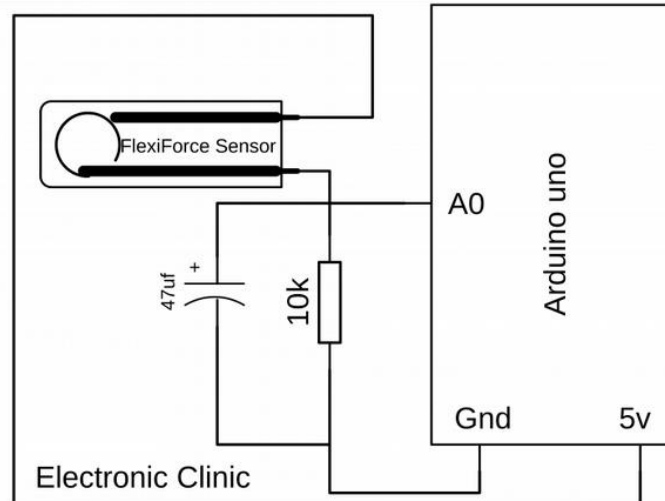 FlexiForce Sensor
A0
Arduino uno
+
47uf
10k
Gnd
5v
Electronic Clinic